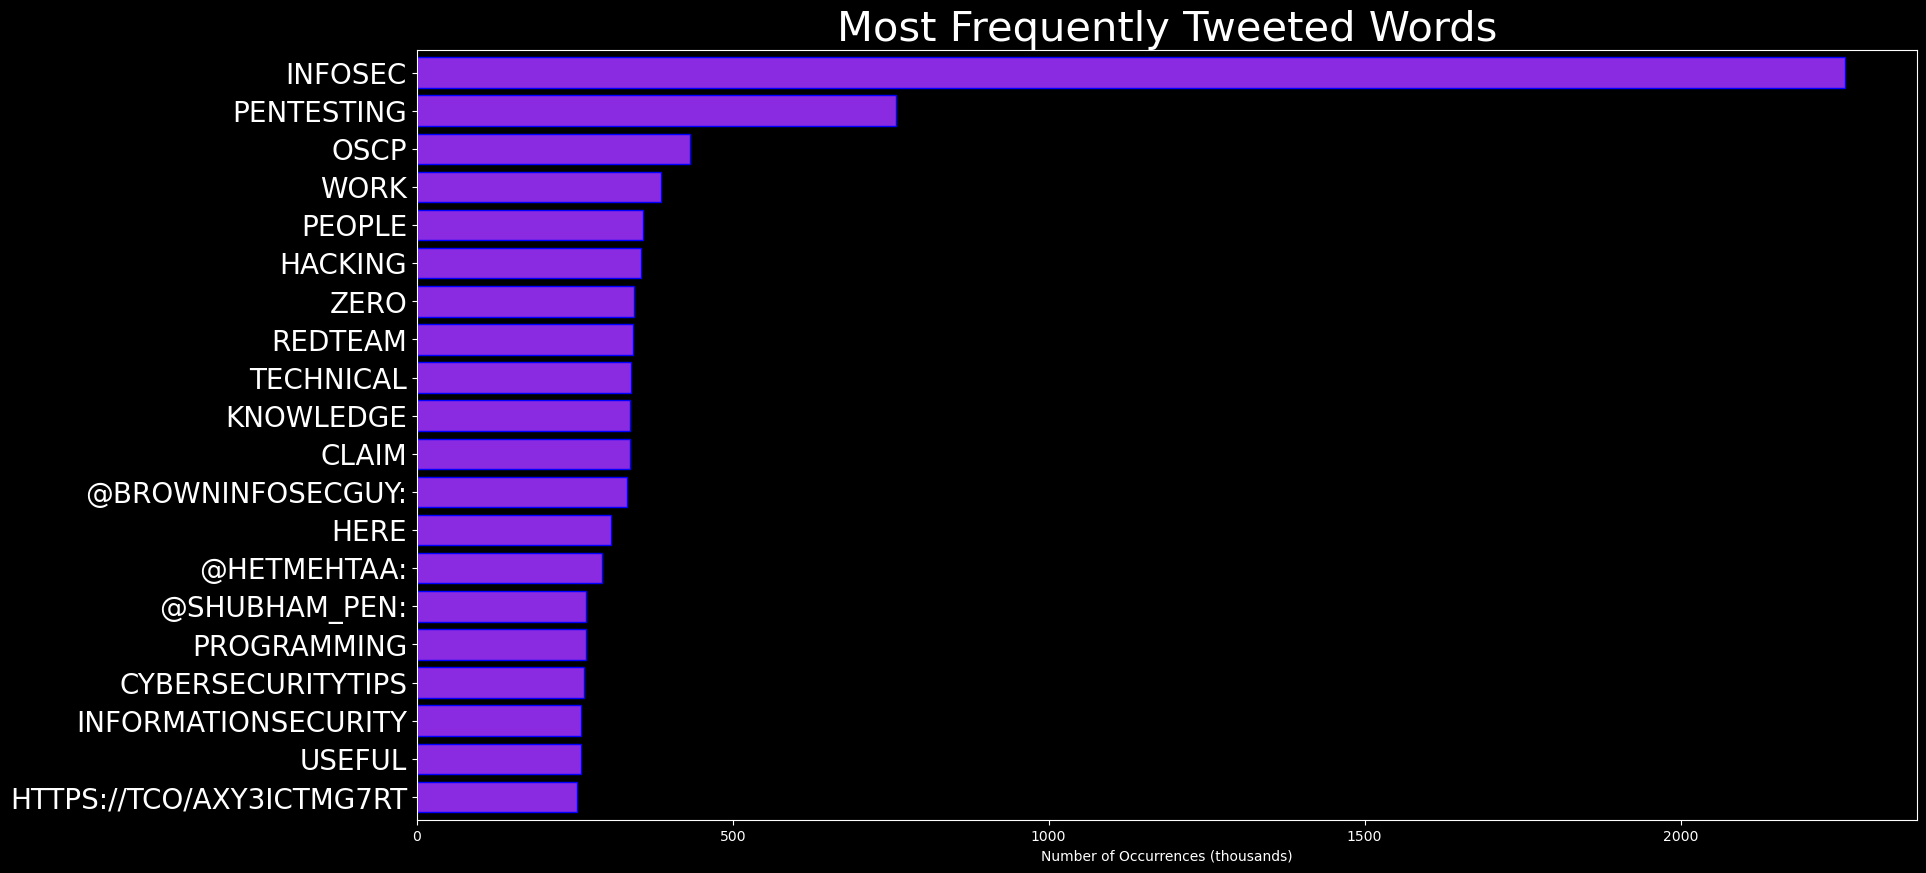 Most Frequently Tweeted Words
INFOSEC
PENTESTING
OSCP
WORK
PEOPLE
HACKING
ZERO
REDTEAM
TECHNICAL
KNOWLEDGE
CLAIM
@BROWNINFOSECGUY:
HERE
@HETMEHTAA:
@SHUBHAM_PEN:
PROGRAMMING
CYBERSECURITYTIPS
INFORMATIONSECURITY
USEFUL
HTTPS://TCO/AXY3ICTMG7RT
0 500 1000 1500 2000
Number of Occurrences (thousands)